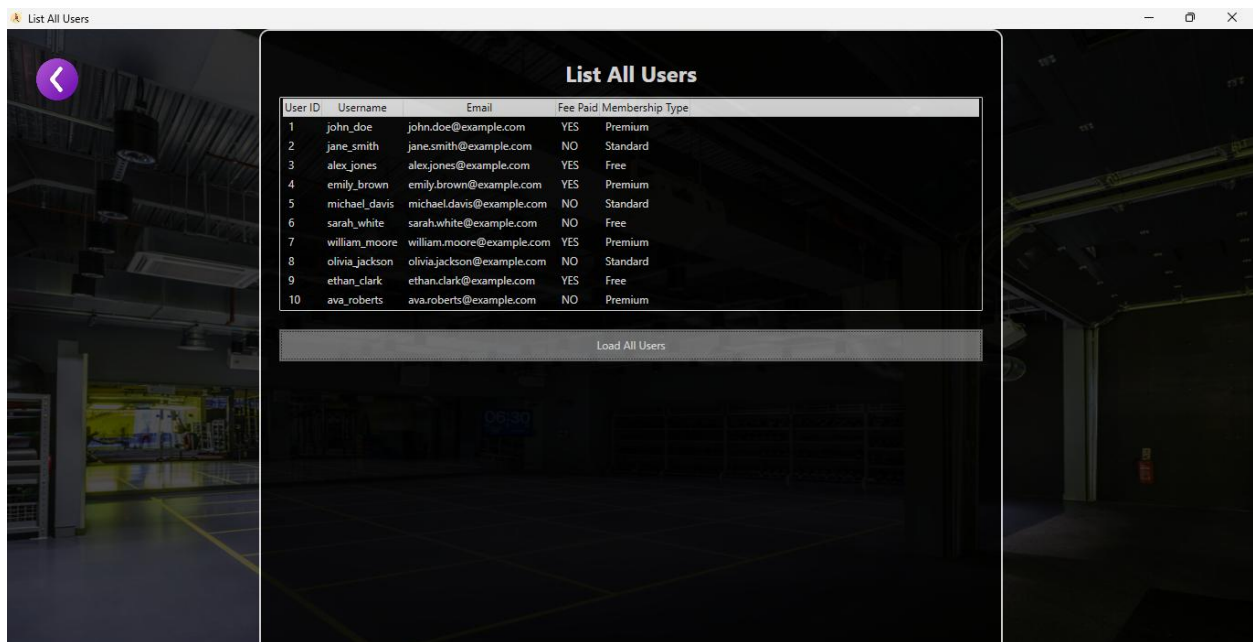 List All Users
List All Users
User ID Username Email Fee Paid Membership Type
1 john_doe john.doe@example.com YES Premium
2 jane_smith jane.smith@example.com NO Standard
3 alex_jones alex.jones@example.com YES Free
4 emily_brown emily.brown@example.com YES Premium
5 michael_davis michael.davis@example.com NO Standard
6 sarah_white sarah.white@example.com NO Free
7 william_moore william.moore@example.com YES Premium
8 olivia_jackson olivia.jackson@example.com NO Standard
9 ethan_clark ethan.clark@example.com YES Free
10 ava_roberts ava.roberts@example.com NO Premium
Load All Users
06:30